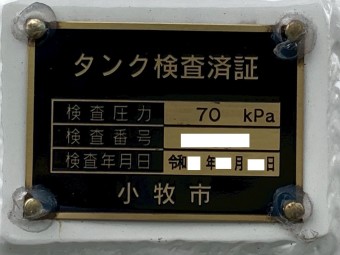 タンク検査済証
検査圧力 70 kPa
検査番号
検査年月日 令和 年 月 日
小牧市